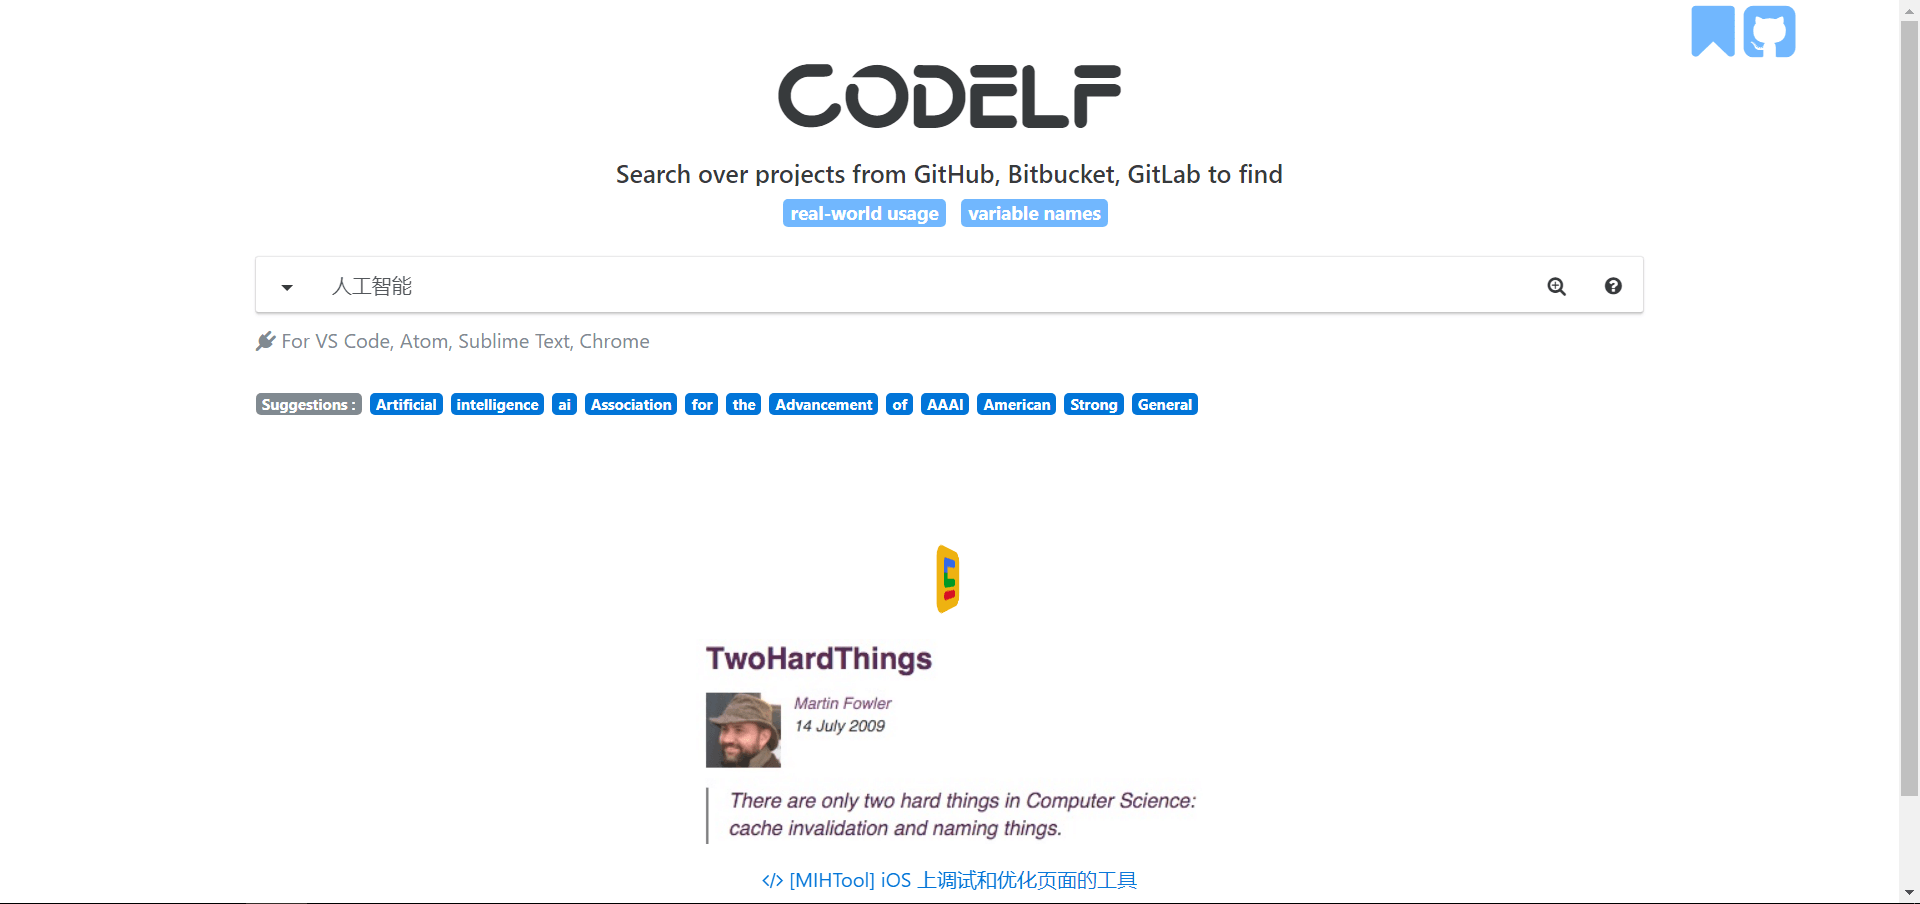 CODELF
Search over projects from GitHub, Bitbucket, GitLab to find
real-world usage variable names
人工智能
For VS Code, Atom, Sublime Text, Chrome
Suggestions : Artificial intelligence ai Association for the Advancement of AAAI American Strong General
TwoHardThings
Martin Fowler
14 July 2009
There are only two hard things in Computer Science:
cache invalidation and naming things.
</> [MIHTool] iOS 上调试和优化页面的工具